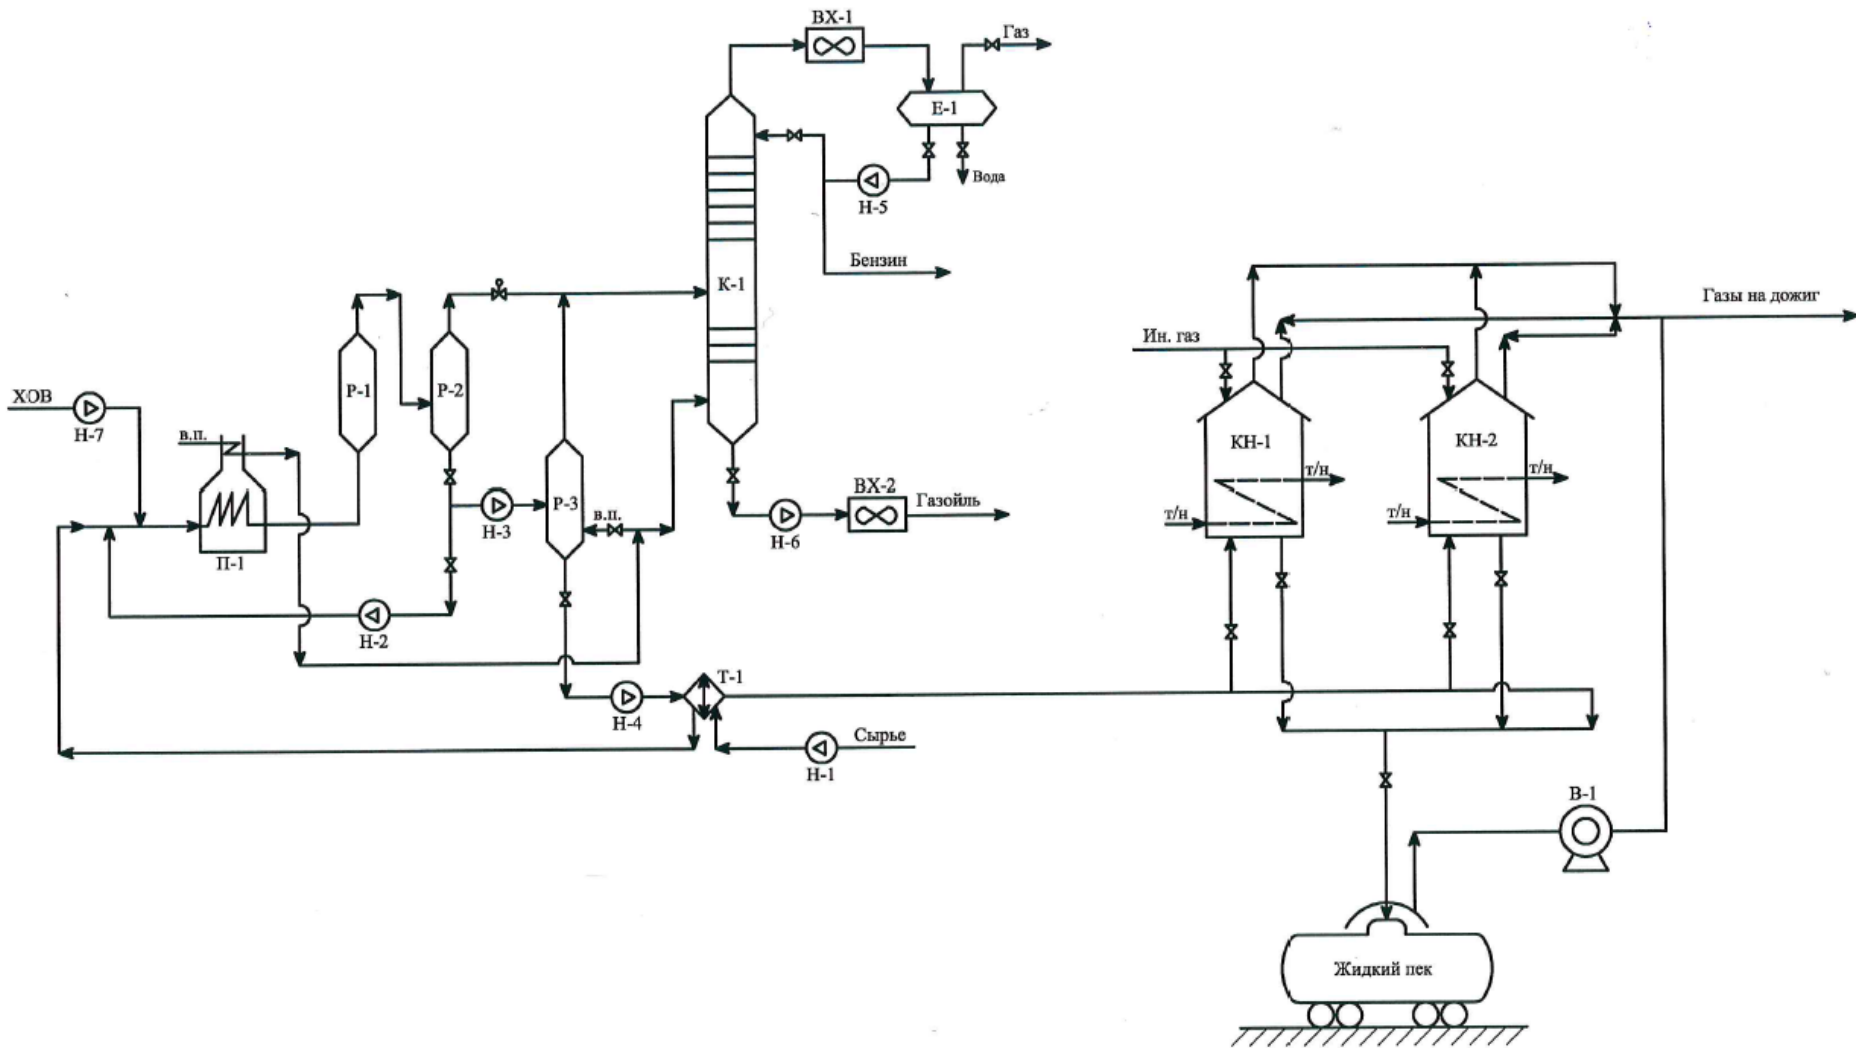 ВХ-1
Газ
Е-1
Вода
Н-5
Бензин
К-1
ХОВ
Н-7
Р-1
Р-2
в.п.
П-1
Н-3
Р-3
в.п.
Н-2
Н-6
ВХ-2
Газойль
Т-1
Н-4
Сырье
Н-1
Газы на дожиг
Ин. газ
КН-1
КН-2
т/н
т/н
т/н
т/н
В-1
Жидкий пек